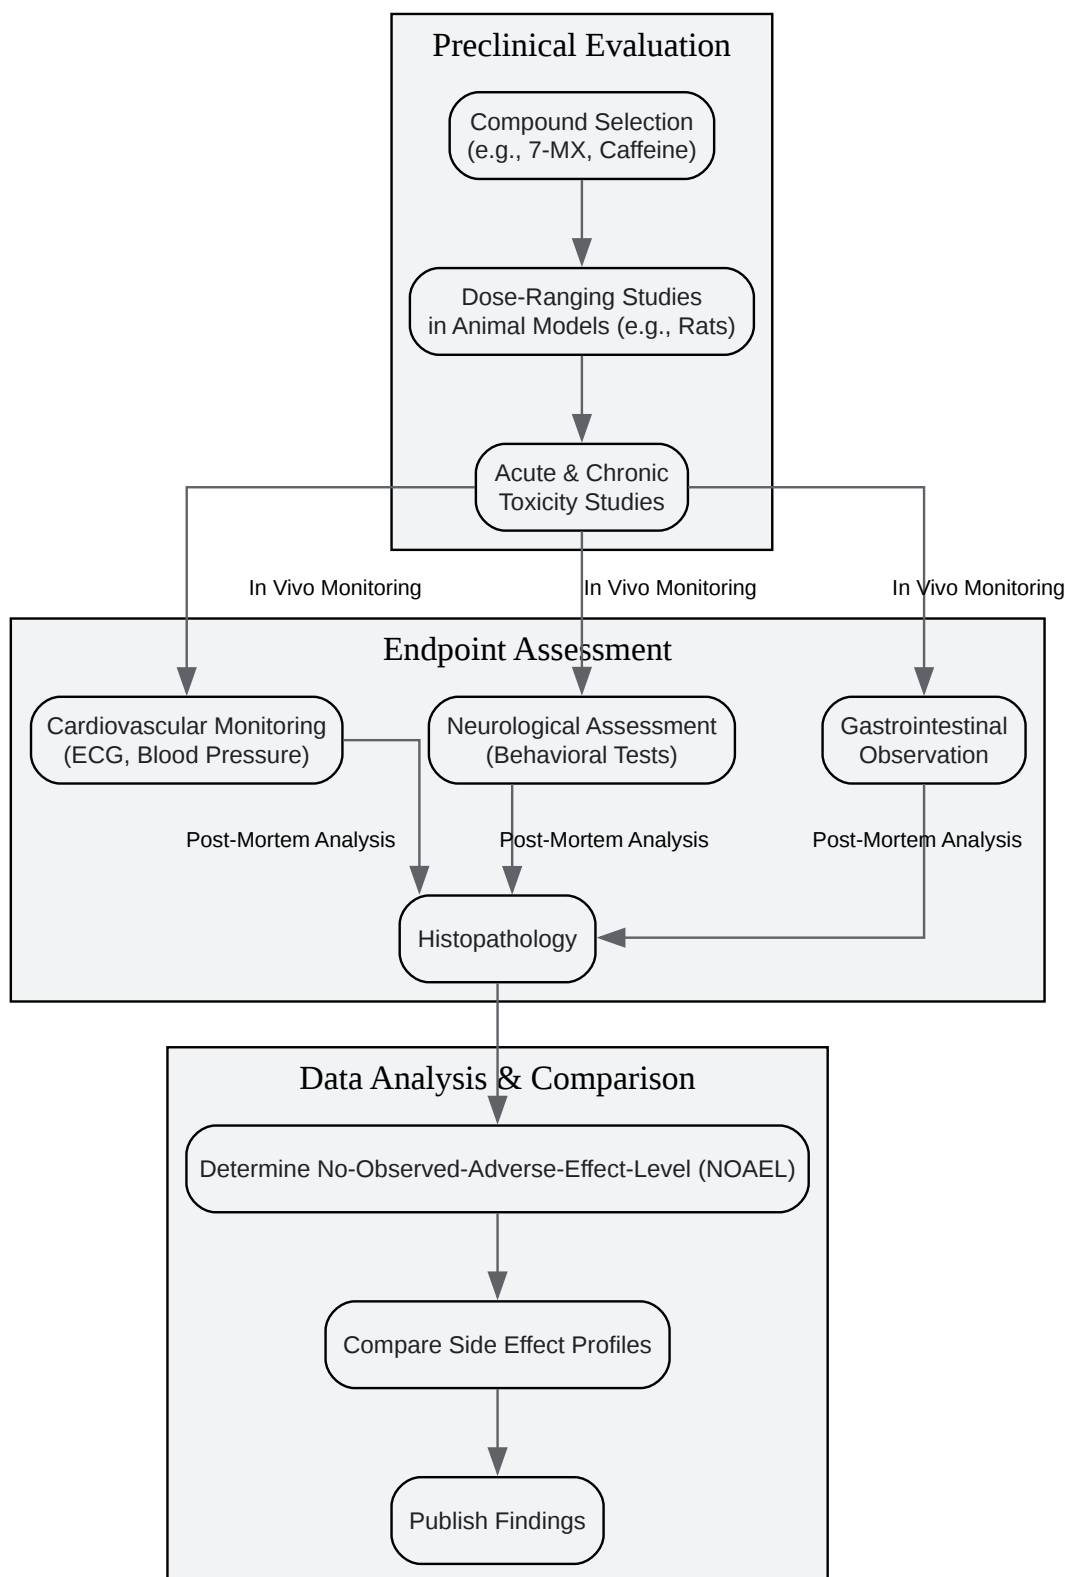 Preclinical Evaluation
Compound Selection
(e.g., 7-MX, Caffeine)
Dose-Ranging Studies
in Animal Models (e.g., Rats)
Acute & Chronic
Toxicity Studies
In Vivo Monitoring
In Vivo Monitoring
In Vivo Monitoring
Endpoint Assessment
Cardiovascular Monitoring
(ECG, Blood Pressure)
Neurological Assessment
(Behavioral Tests)
Gastrointestinal
Observation
Post-Mortem Analysis
Post-Mortem Analysis
Post-Mortem Analysis
Histopathology
Data Analysis & Comparison
Determine No-Observed-Adverse-Effect-Level (NOAEL)
Compare Side Effect Profiles
Publish Findings